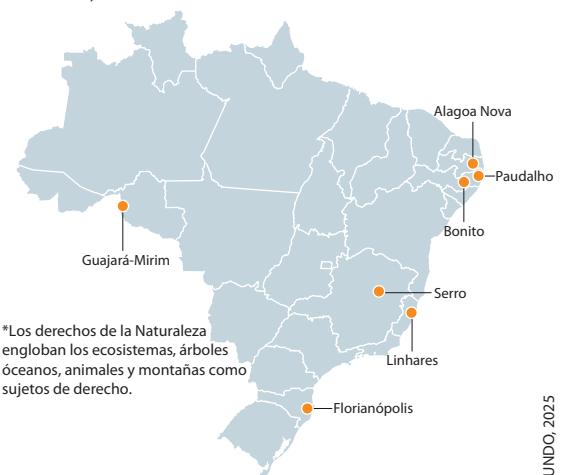 Alagoa Nova
Paudalho
Bonito
Guajará-Mirim
Serro
*Los derechos de la Naturaleza
engloban los ecosistemas, árboles
óceanos, animales y montañas como
sujetos de derecho.
Linhares
Florianópolis
UNDO, 2025